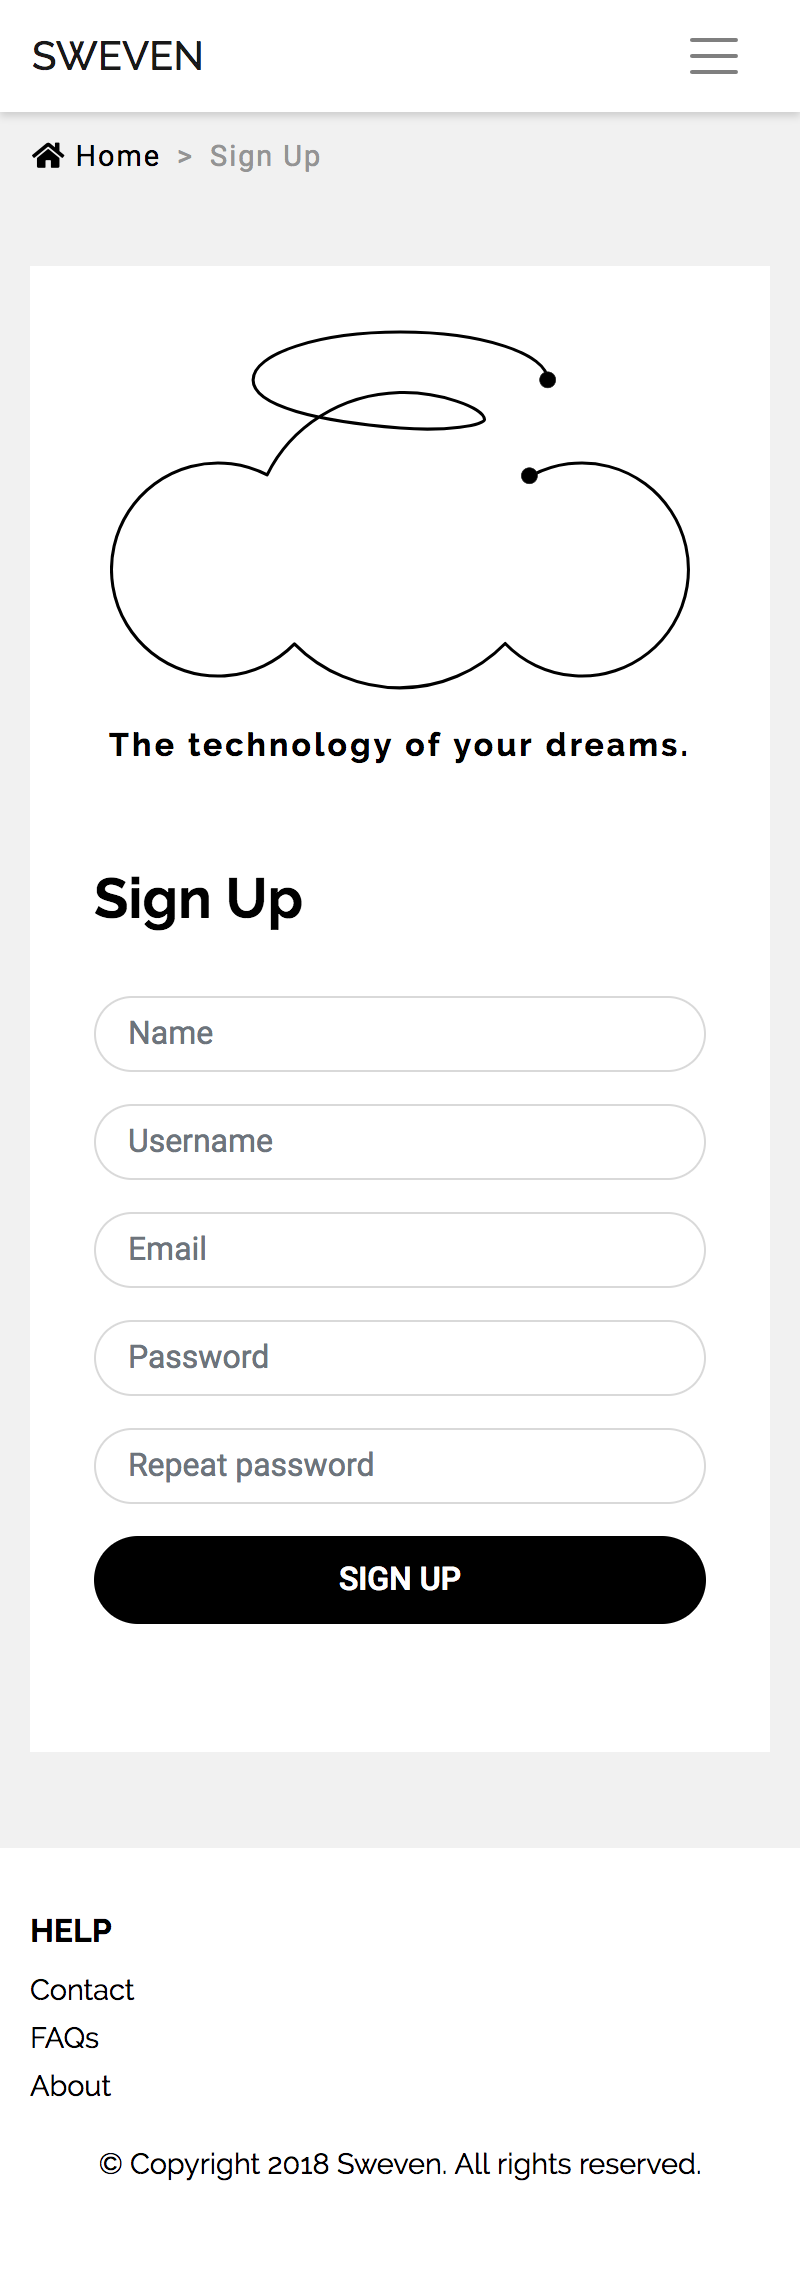 SWEVEN
Home > Sign Up
The technology of your dreams.
Sign Up
Name
Username
Email
Password
Repeat password
SIGN UP
HELP
Contact
FAQs
About
© Copyright 2018 Sweven. All rights reserved.